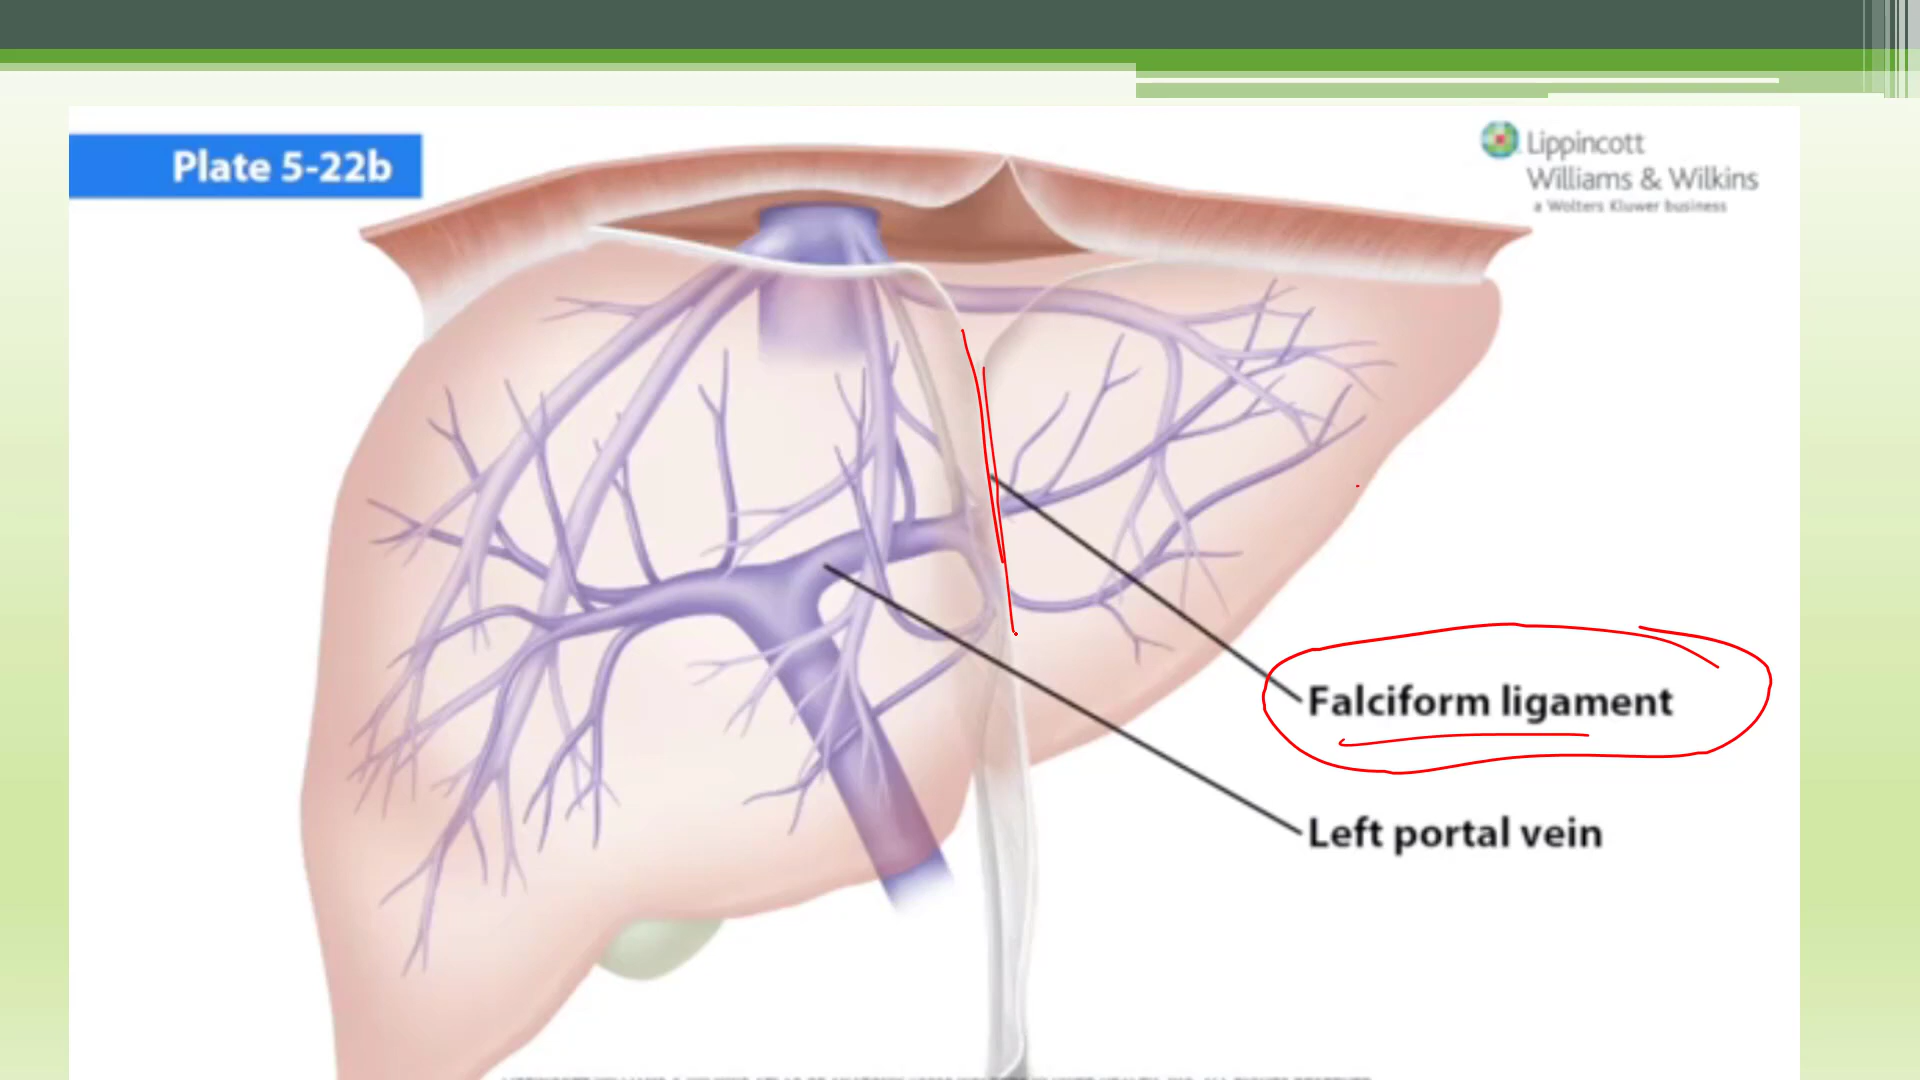 Plate 5-22b
Lippincott
Williams & Wilkins
a Wolters Kluwer business
Falciform ligament
Left portal vein